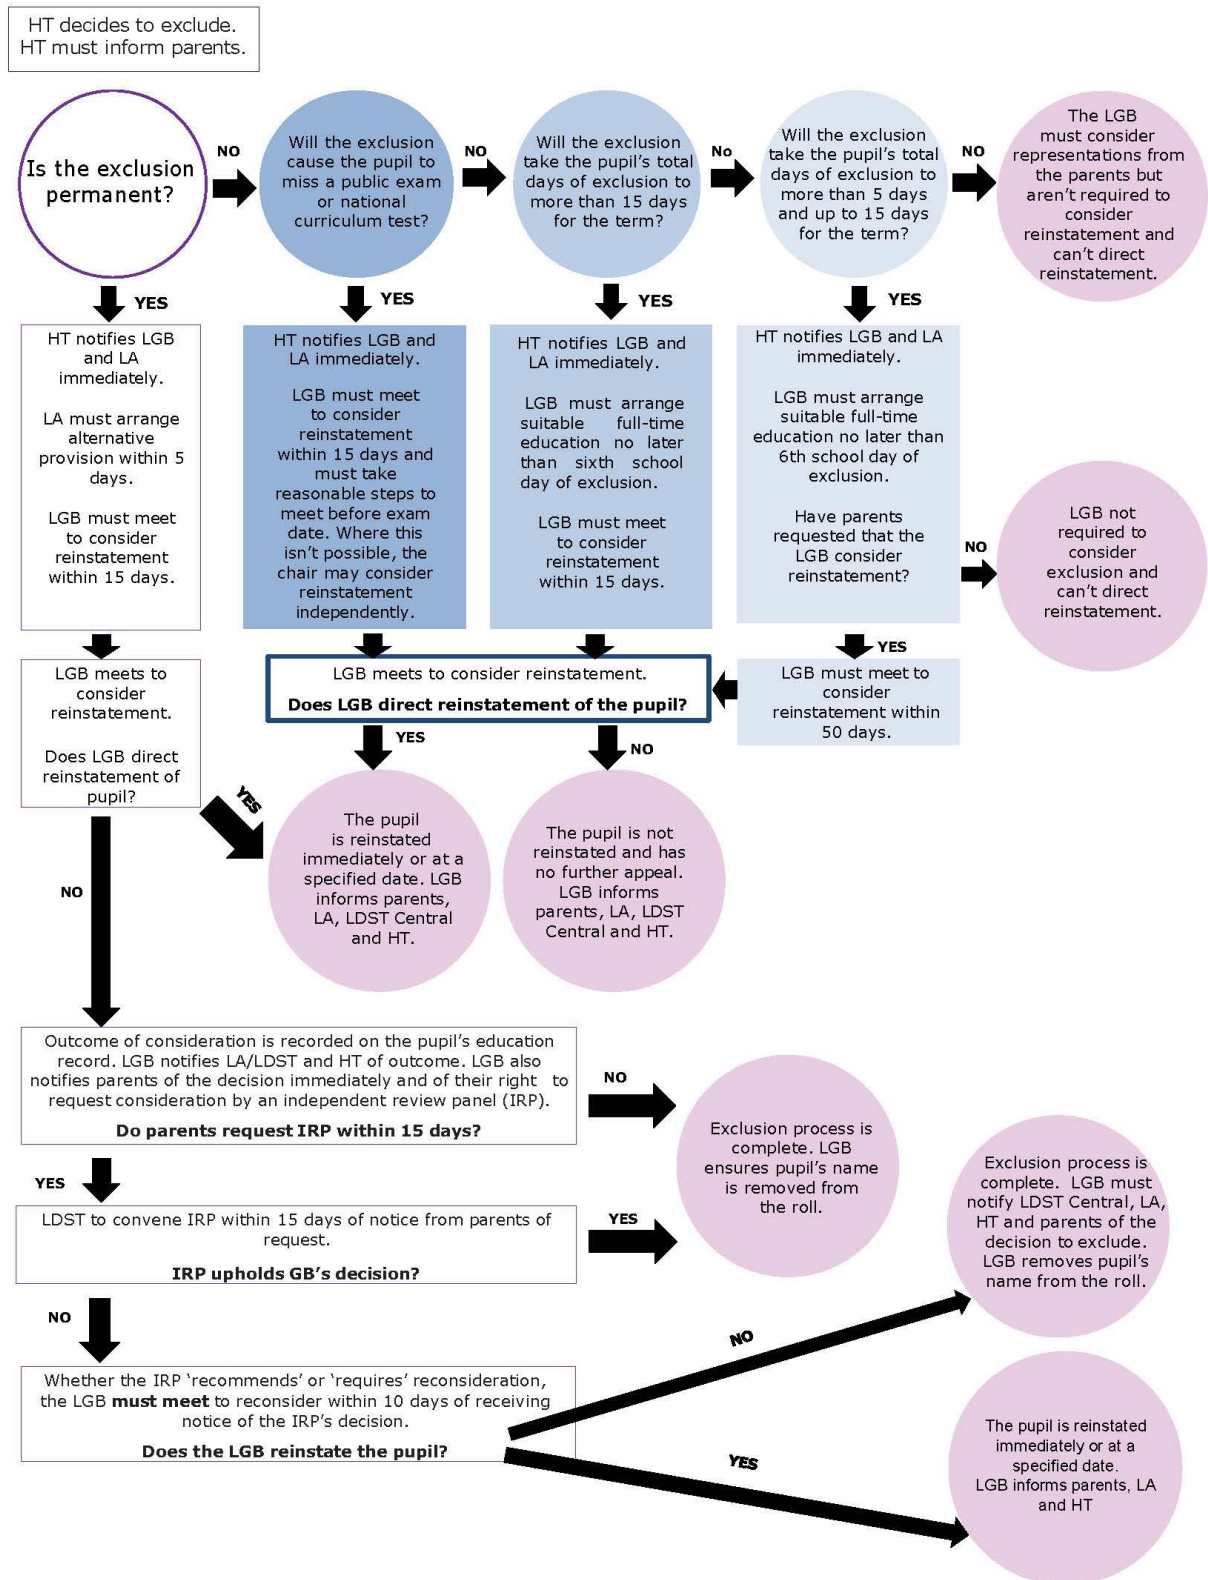 HT decides to exclude.
HT must inform parents.
Is the exclusion
permanent?
NO
Will the exclusion
cause the pupil to
miss a public exam
or national
curriculum test?
NO
Will the exclusion
take the pupil’s total
days of exclusion to
more than 15 days
for the term?
No
Will the exclusion
take the pupil’s total
days of exclusion to
more than 5 days
and up to 15 days
for the term?
NO
The LGB
must consider
representations from
the parents but
aren’t required to
consider
reinstatement and
can’t direct
reinstatement.
YES
YES
YES
YES
HT notifies LGB
and LA
immediately.
LA must arrange
alternative
provision within 5
days.
LGB must meet
to consider
reinstatement
within 15 days.
HT notifies LGB and
LA immediately.
LGB must meet
to consider
reinstatement
within 15 days and
must take
reasonable steps to
meet before exam
date. Where this
isn’t possible, the
chair may consider
reinstatement
independently.
HT notifies LGB and
LA immediately.
LGB must arrange
suitable full-time
education no later
than sixth school
day of exclusion.
LGB must meet
to consider
reinstatement
within 15 days.
HT notifies LGB and LA
immediately.
LGB must arrange
suitable full-time
education no later than
6th school day of
exclusion.
Have parents
requested that the
LGB consider
reinstatement?
NO
LGB not
required to
consider
exclusion and
can’t direct
reinstatement.
YES
LGB meets to
consider
reinstatement.
Does LGB direct
reinstatement of
pupil?
LGB meets to consider reinstatement.
Does LGB direct reinstatement of the pupil?
LGB must meet to
consider
reinstatement within
50 days.
YES
NO
YES
The pupil
is reinstated
immediately or at a
specified date. LGB
informs parents,
LA, LDST Central
and HT.
The pupil is not
reinstated and has
no further appeal.
LGB informs
parents, LA, LDST
Central and HT.
NO
Outcome of consideration is recorded on the pupil’s education
record. LGB notifies LA/LDST and HT of outcome. LGB also
notifies parents of the decision immediately and of their right to
request consideration by an independent review panel (IRP).
Do parents request IRP within 15 days?
NO
Exclusion process is
complete. LGB
ensures pupil’s name
is removed from
the roll.
YES
LDST to convene IRP within 15 days of notice from parents of
request.
IRP upholds GB’s decision?
YES
Exclusion process is
complete. LGB must
notify LDST Central, LA,
HT and parents of the
decision to exclude.
LGB removes pupil’s
name from the roll.
NO
NO
Whether the IRP ‘recommends’ or ‘requires’ reconsideration,
the LGB must meet to reconsider within 10 days of receiving
notice of the IRP’s decision.
Does the LGB reinstate the pupil?
YES
The pupil is reinstated
immediately or at a
specified date.
LGB informs parents, LA
and HT